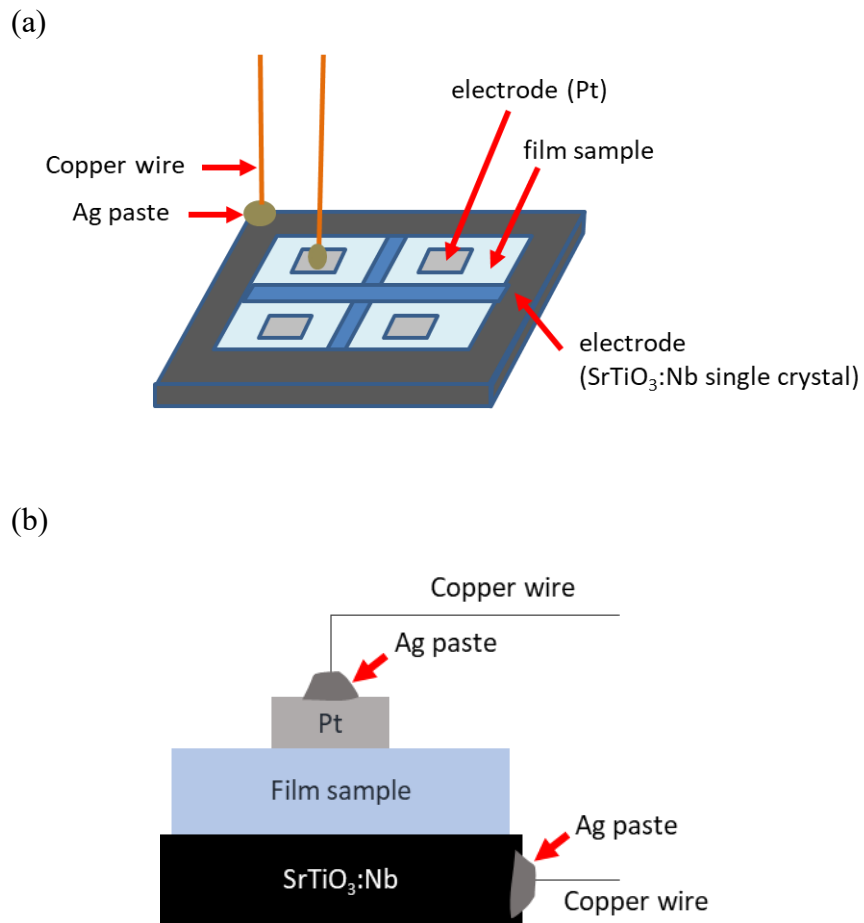 (a)
electrode (Pt)
film sample
Copper wire
Ag paste
electrode
(SrTiO₃:Nb single crystal)
(b)
Copper wire
Ag paste
Pt
Film sample
Ag paste
SrTiO₃:Nb
Copper wire